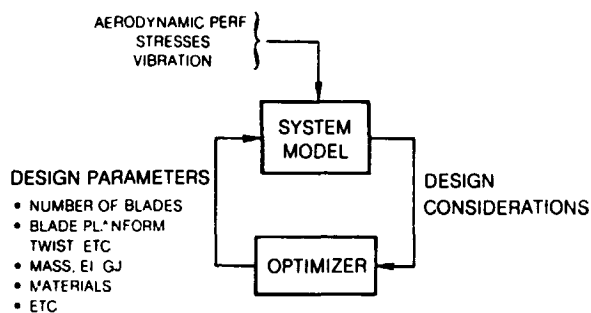 AERODYNAMIC PERF
STRESSES
VIBRATION
SYSTEM
MODEL
DESIGN PARAMETERS
• NUMBER OF BLADES
• BLADE PLANFORM
TWIST ETC
• MASS, EI GJ
• MATERIALS
• ETC
DESIGN
CONSIDERATIONS
OPTIMIZER